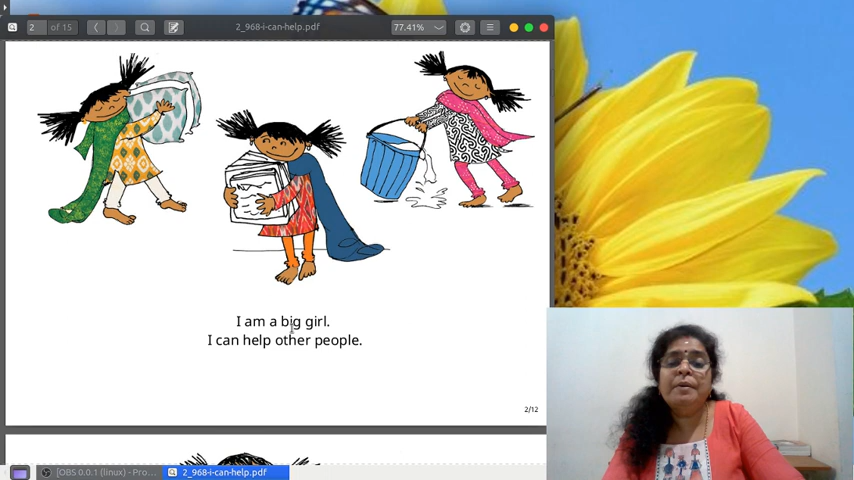 2 of 15
2_968-i-can-help.pdf
77.41%
I am a big girl.
I can help other people.
2/12
[OBS 0.0.1 (linux) - Pro...
2_968-i-can-help.pdf